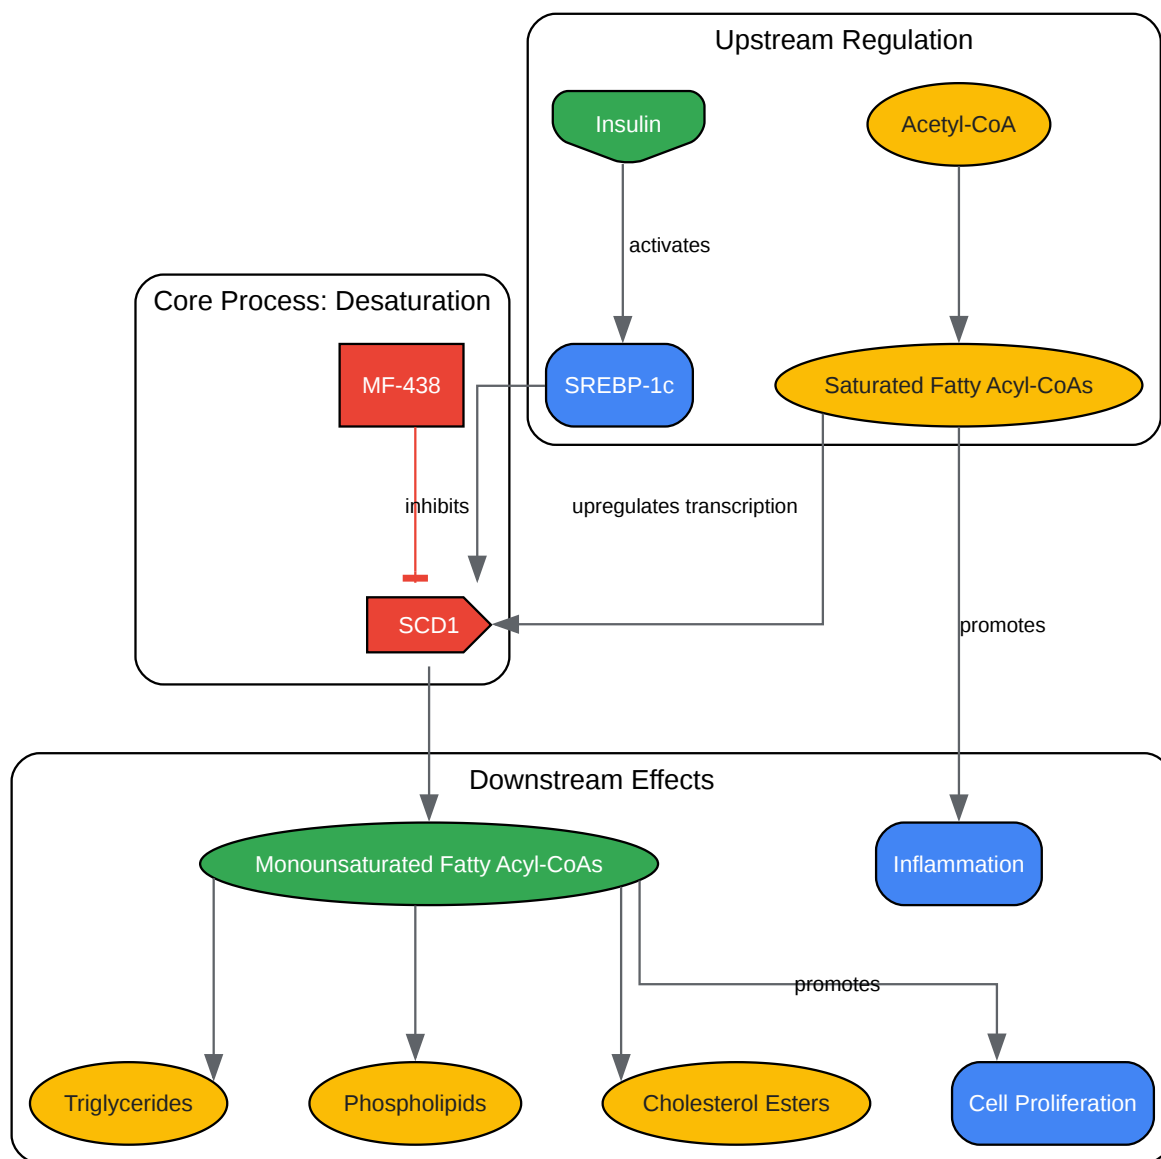 Upstream Regulation
Insulin
Acetyl-CoA
activates
Core Process: Desaturation
MF-438
SREBP-1c
Saturated Fatty Acyl-CoAs
inhibits
upregulates transcription
SCD1
promotes
Downstream Effects
Monounsaturated Fatty Acyl-CoAs
Inflammation
promotes
Triglycerides
Phospholipids
Cholesterol Esters
Cell Proliferation